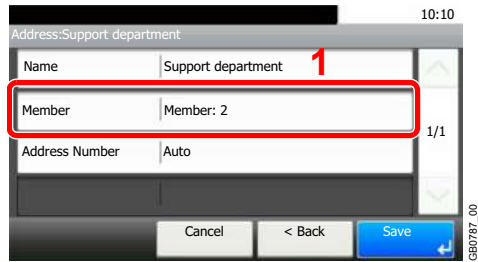 10:10
Address:Support department
Name Support department 1
Member Member: 2
1/1
Address Number Auto
Cancel < Back Save
GB0787_00